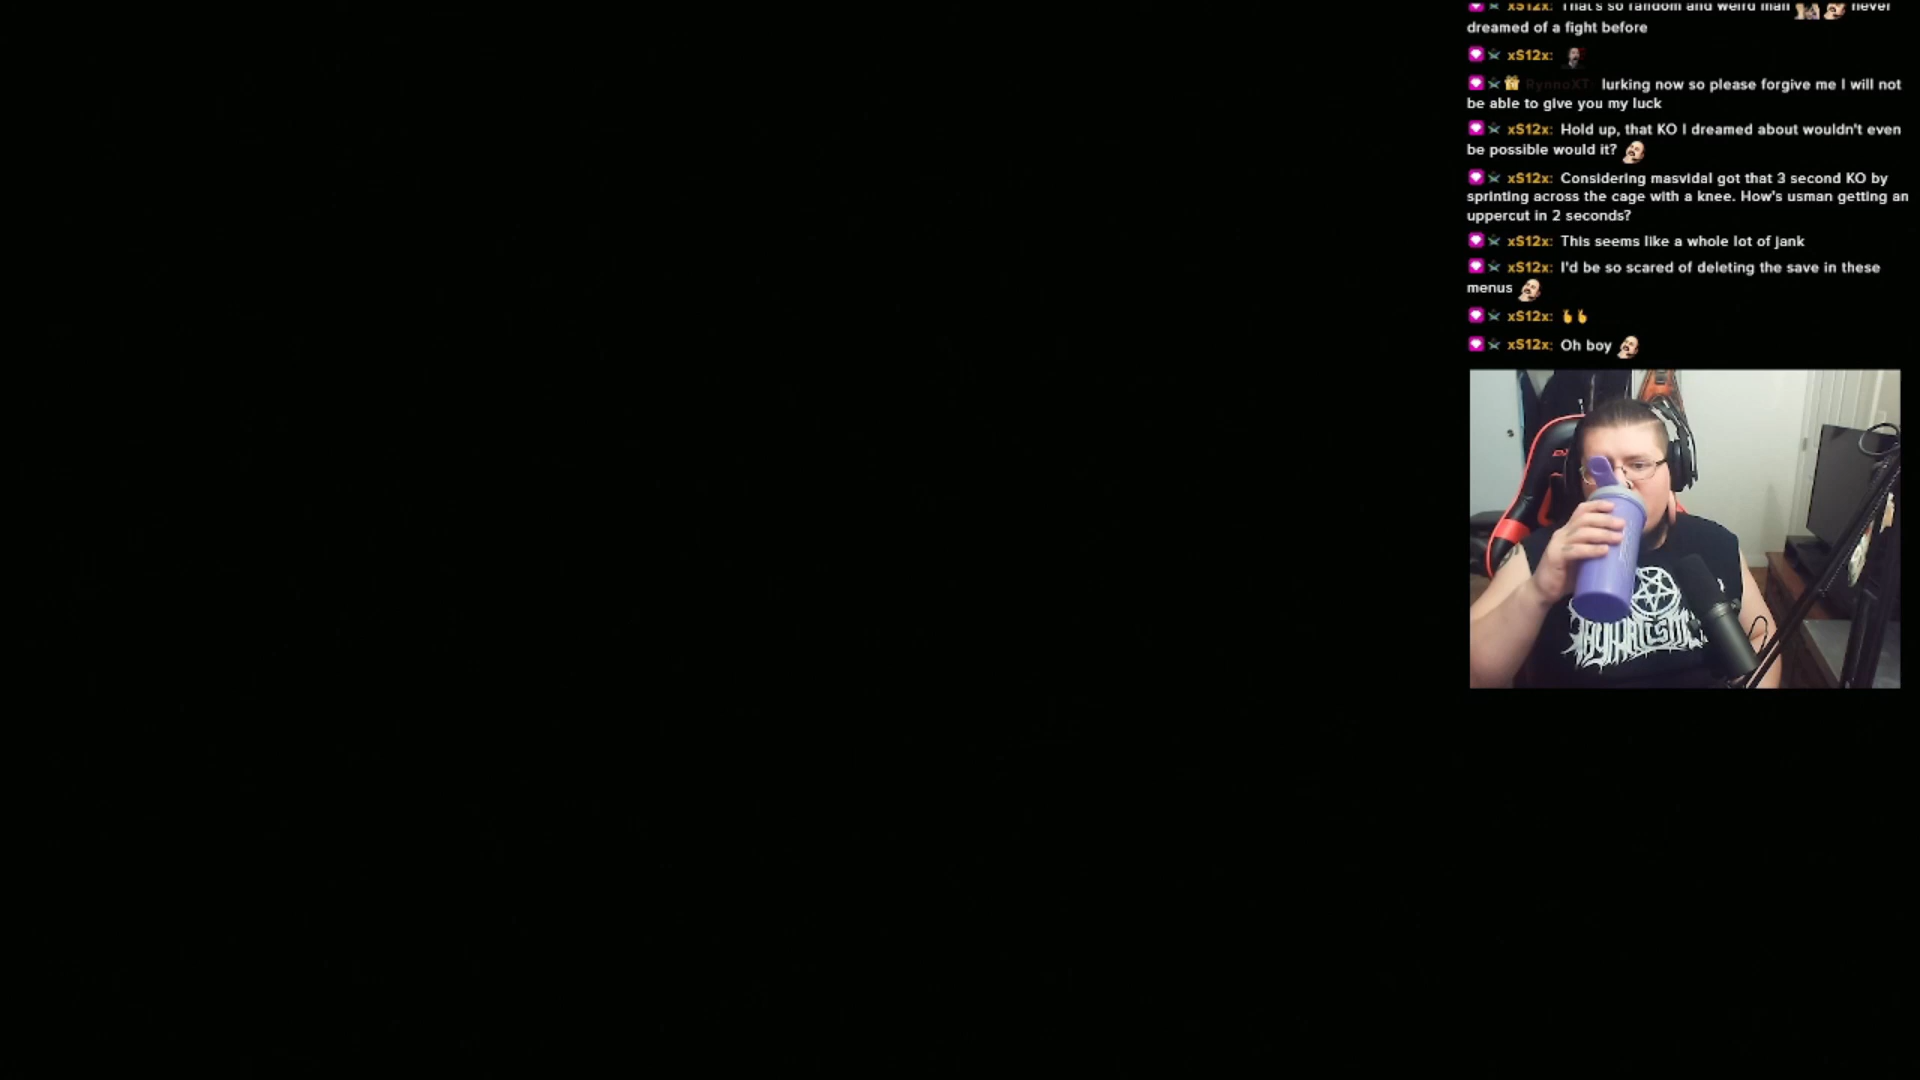 xS12x: That's so random and weird man never
dreamed of a fight before
xS12x:
RynnoXT: lurking now so please forgive me I will not
be able to give you my luck
xS12x: Hold up, that KO I dreamed about wouldn't even
be possible would it?
xS12x: Considering masvidal got that 3 second KO by
sprinting across the cage with a knee. How's usman getting an
uppercut in 2 seconds?
xS12x: This seems like a whole lot of jank
xS12x: I'd be so scared of deleting the save in these
menus
xS12x:
xS12x: Oh boy